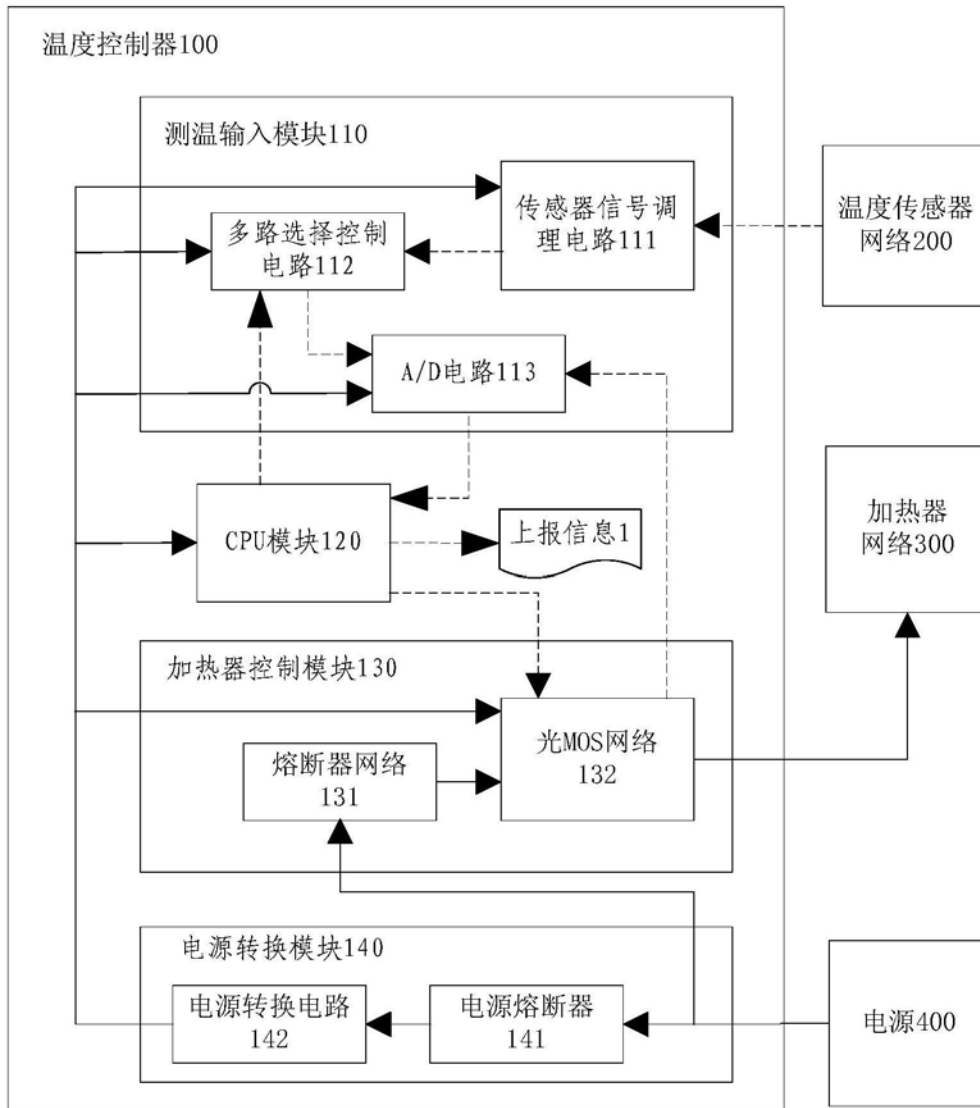 温度控制器100
测温输入模块110
传感器信号调
理电路111
多路选择控制
电路112
A/D电路113
温度传感器
网络200
CPU模块120
上报信息1
加热器
网络300
加热器控制模块130
光MOS网络
132
熔断器网络
131
电源转换模块140
电源转换电路
142
电源熔断器
141
电源400